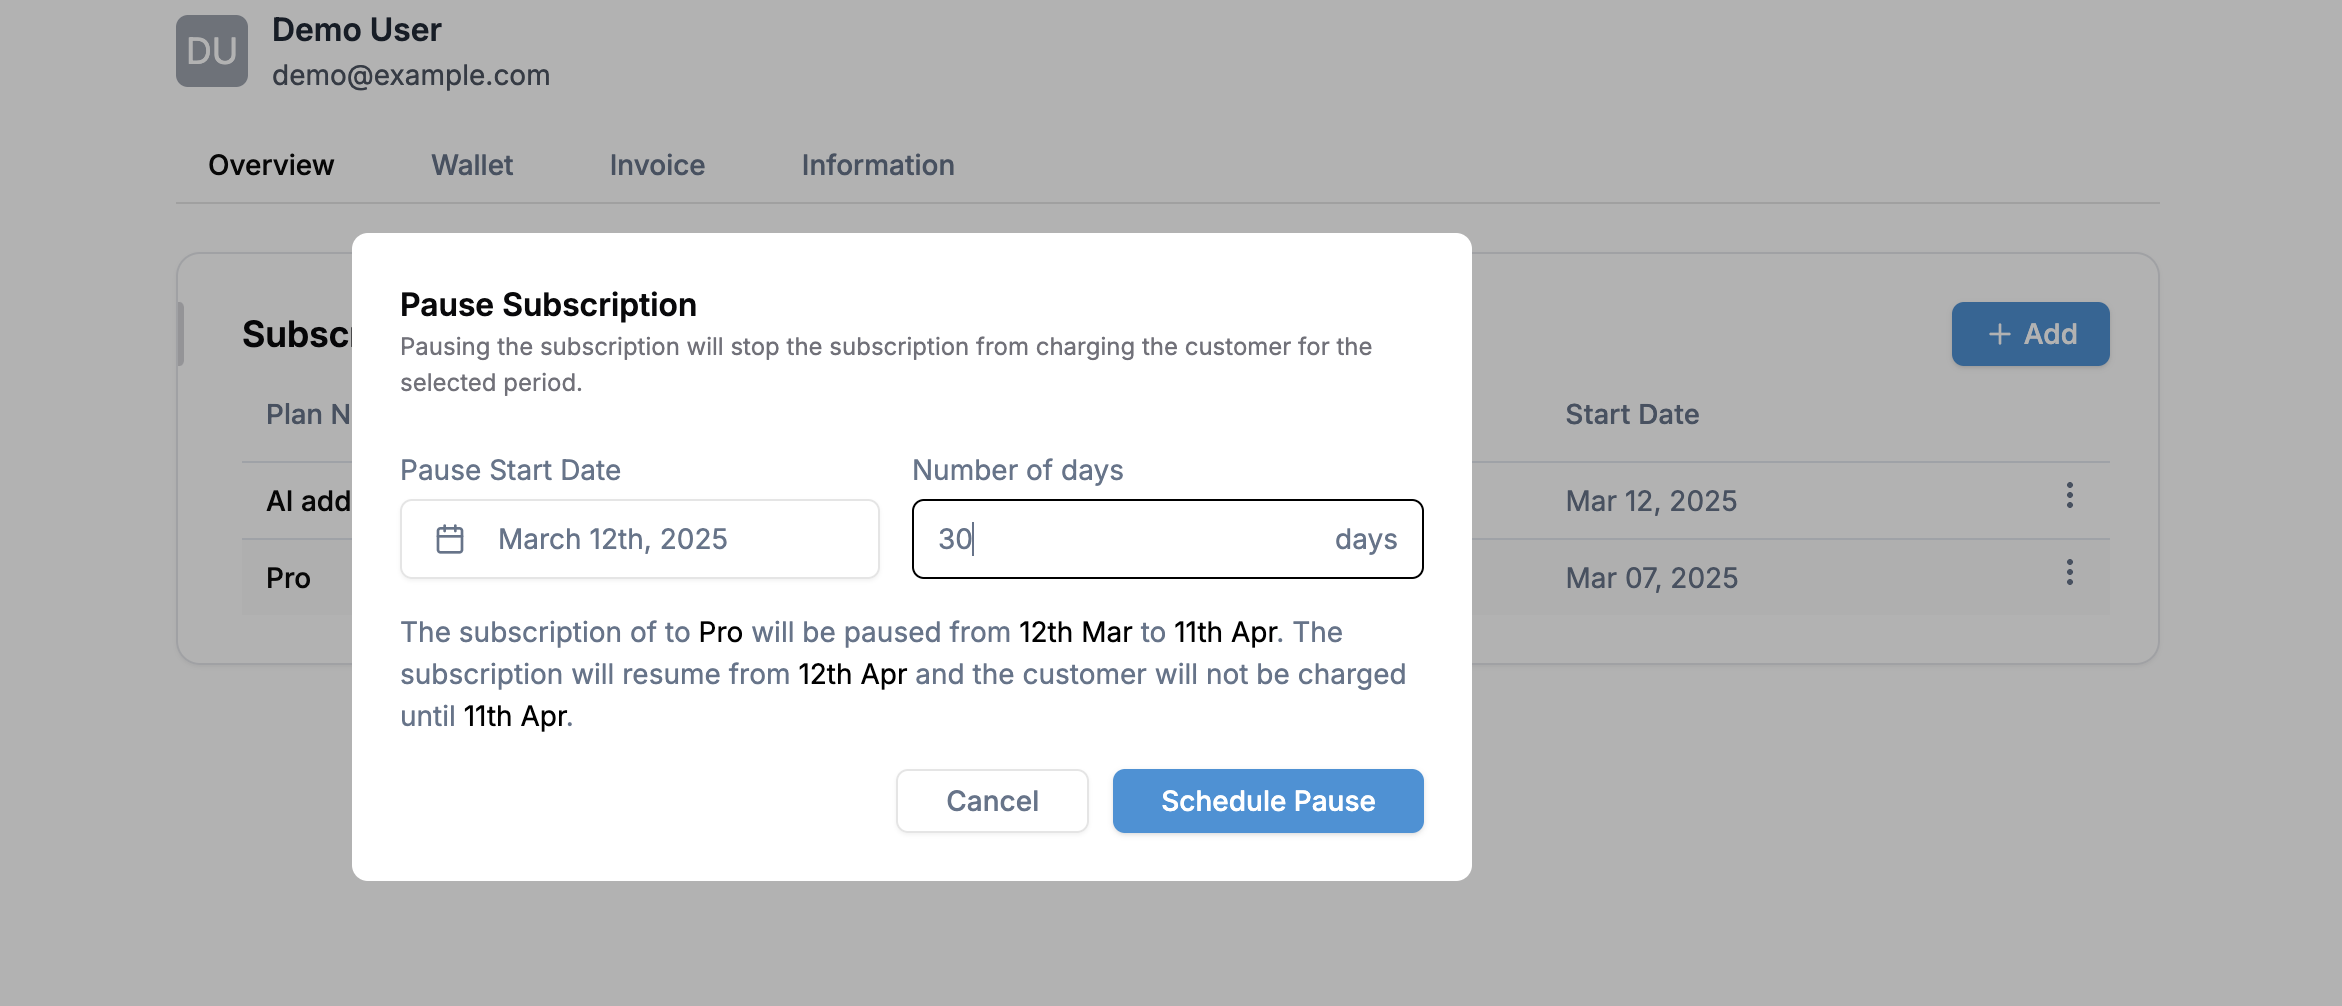 DU
Demo User
demo@example.com
Overview
Wallet
Invoice
Information
Subsc
+ Add
Plan N
Start Date
AI add
Mar 12, 2025
Pro
Mar 07, 2025
Pause Subscription
Pausing the subscription will stop the subscription from charging the customer for the
selected period.
Pause Start Date
Number of days
March 12th, 2025
30
days
The subscription of to Pro will be paused from 12th Mar to 11th Apr. The
subscription will resume from 12th Apr and the customer will not be charged
until 11th Apr.
Cancel
Schedule Pause